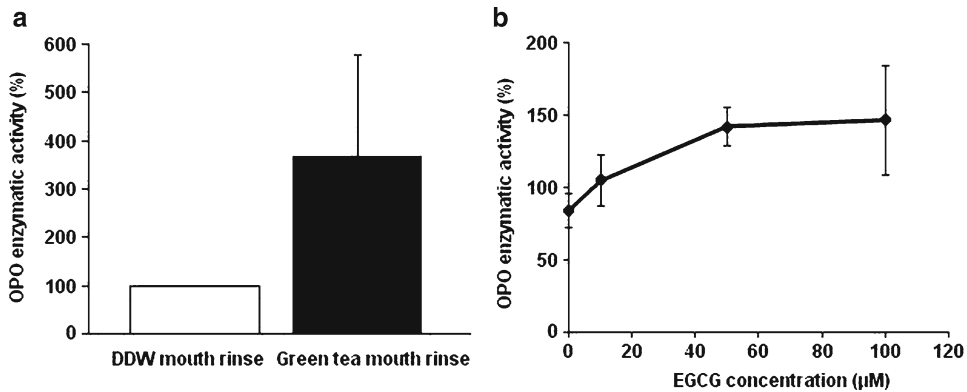 a
OPO enzymatic activity (%)
600
500
400
300
200
100
0
DDW mouth rinse
Green tea mouth rinse
b
OPO enzymatic activity (%)
200
150
100
50
0
0 20 40 60 80 100 120
EGCG concentration (µM)